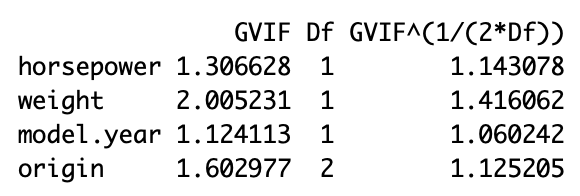 GVIF Df GVIF^(1/(2*Df))
horsepower 1.306628 1 1.143078
weight 2.005231 1 1.416062
model.year 1.124113 1 1.060242
origin 1.602977 2 1.125205